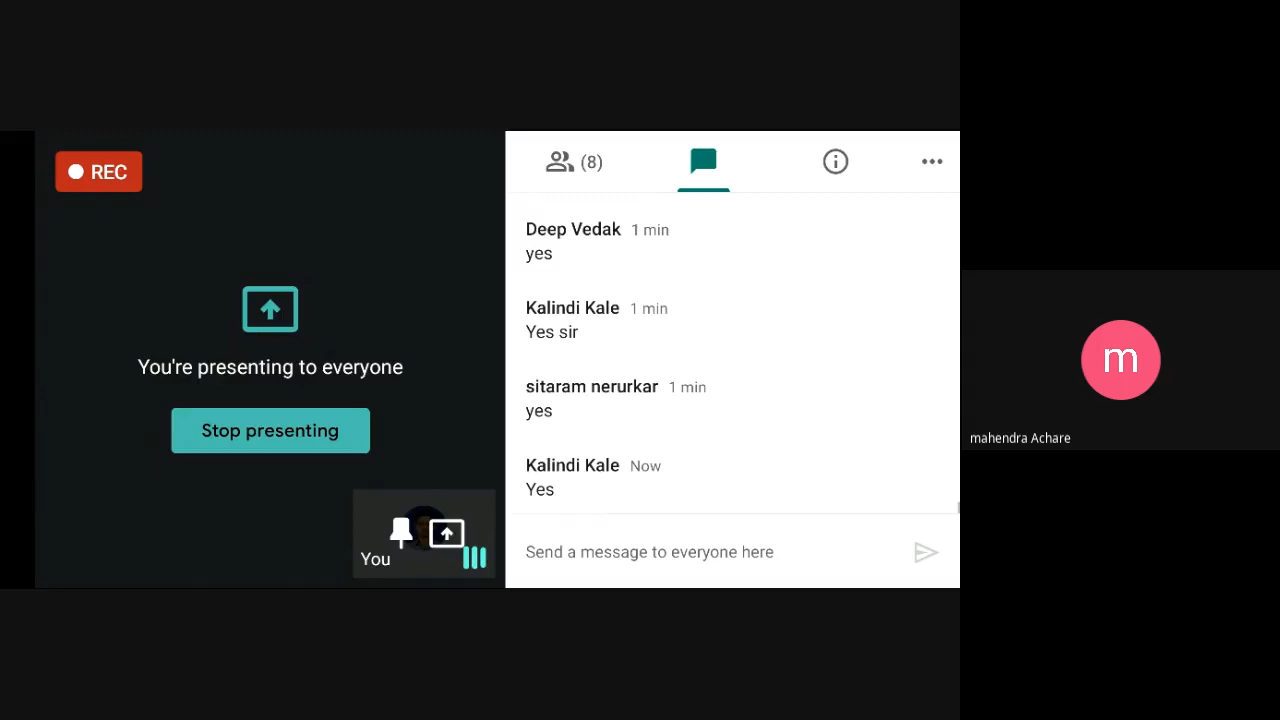 REC
You're presenting to everyone
Stop presenting
You
(8)
Deep Vedak 1 min
yes
Kalindi Kale 1 min
Yes sir
sitaram nerurkar 1 min
yes
Kalindi Kale Now
Yes
Send a message to everyone here
m
mahendra Achare